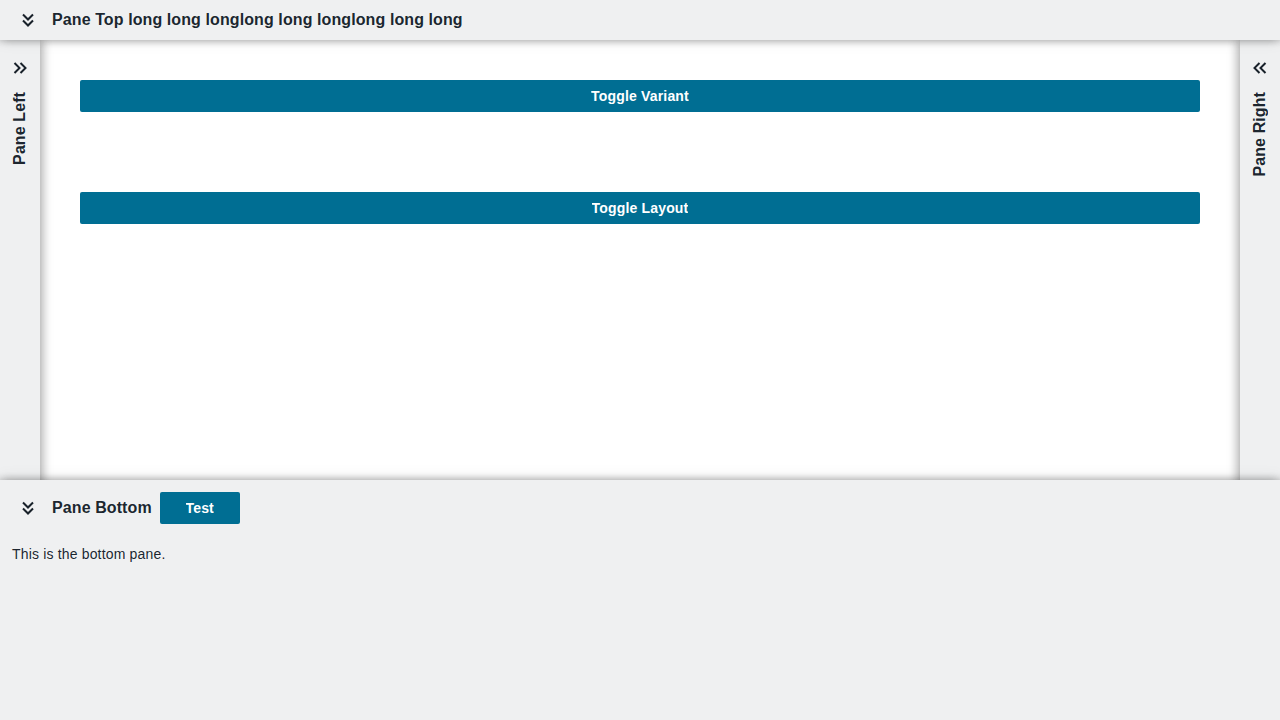 Pane Top long long longlong long longlong long long
Pane Left
Toggle Variant
Toggle Layout
Pane Right
Pane Bottom
Test
This is the bottom pane.